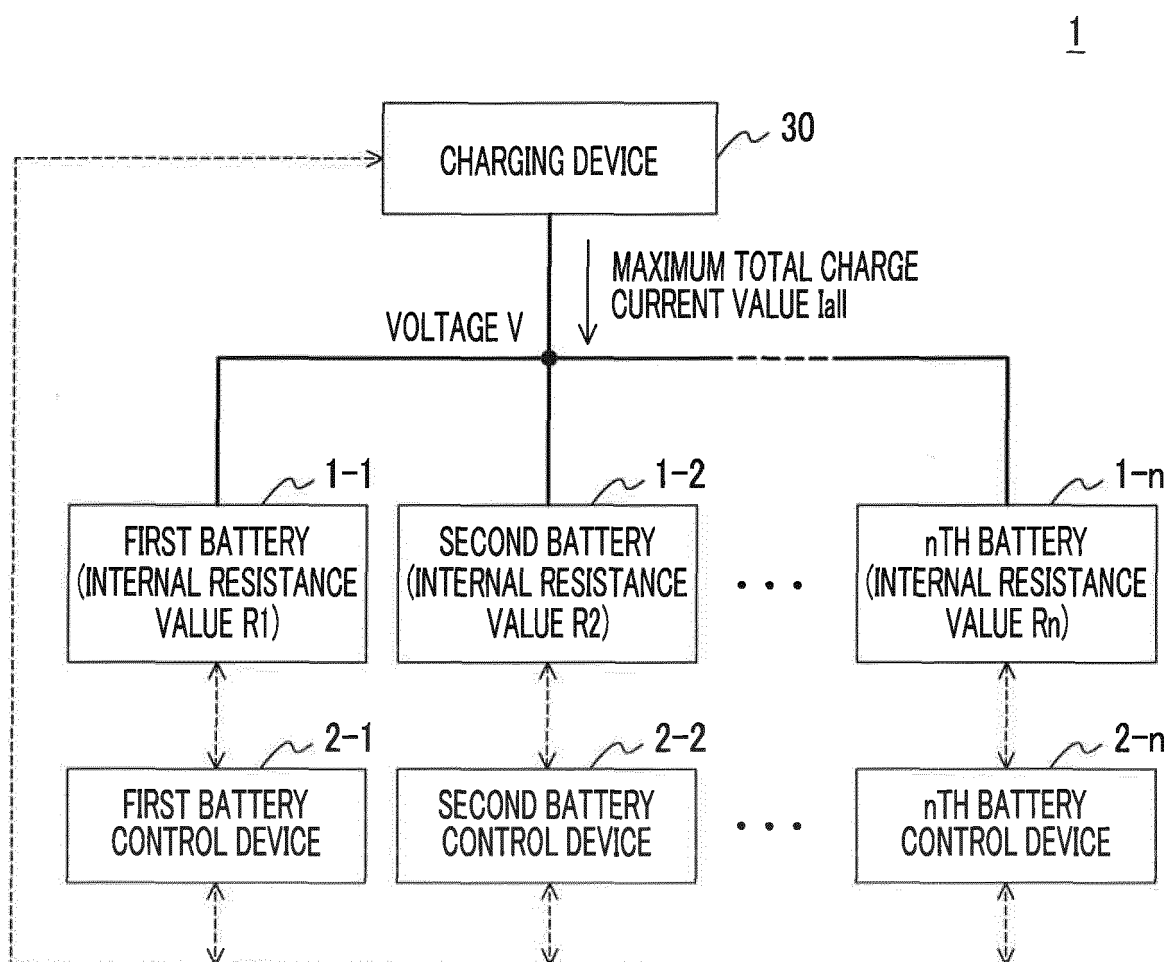 1
CHARGING DEVICE
30
MAXIMUM TOTAL CHARGE
CURRENT VALUE Iall
VOLTAGE V
1-1
1-2
1-n
FIRST BATTERY
(INTERNAL RESISTANCE
VALUE R1)
SECOND BATTERY
(INTERNAL RESISTANCE
VALUE R2)
• • •
nTH BATTERY
(INTERNAL RESISTANCE
VALUE Rn)
2-1
2-2
2-n
FIRST BATTERY
CONTROL DEVICE
SECOND BATTERY
CONTROL DEVICE
• • •
nTH BATTERY
CONTROL DEVICE